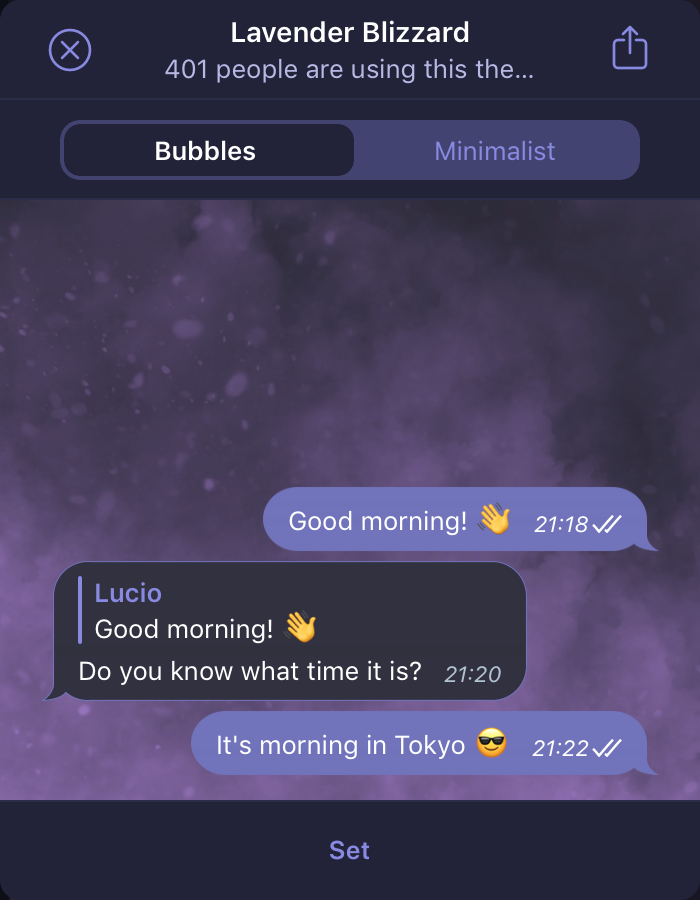 Lavender Blizzard
401 people are using this the...
Bubbles
Minimalist
Good morning! 👋 21:18
Lucio
Good morning! 👋
Do you know what time it is? 21:20
It's morning in Tokyo 😎 21:22
Set